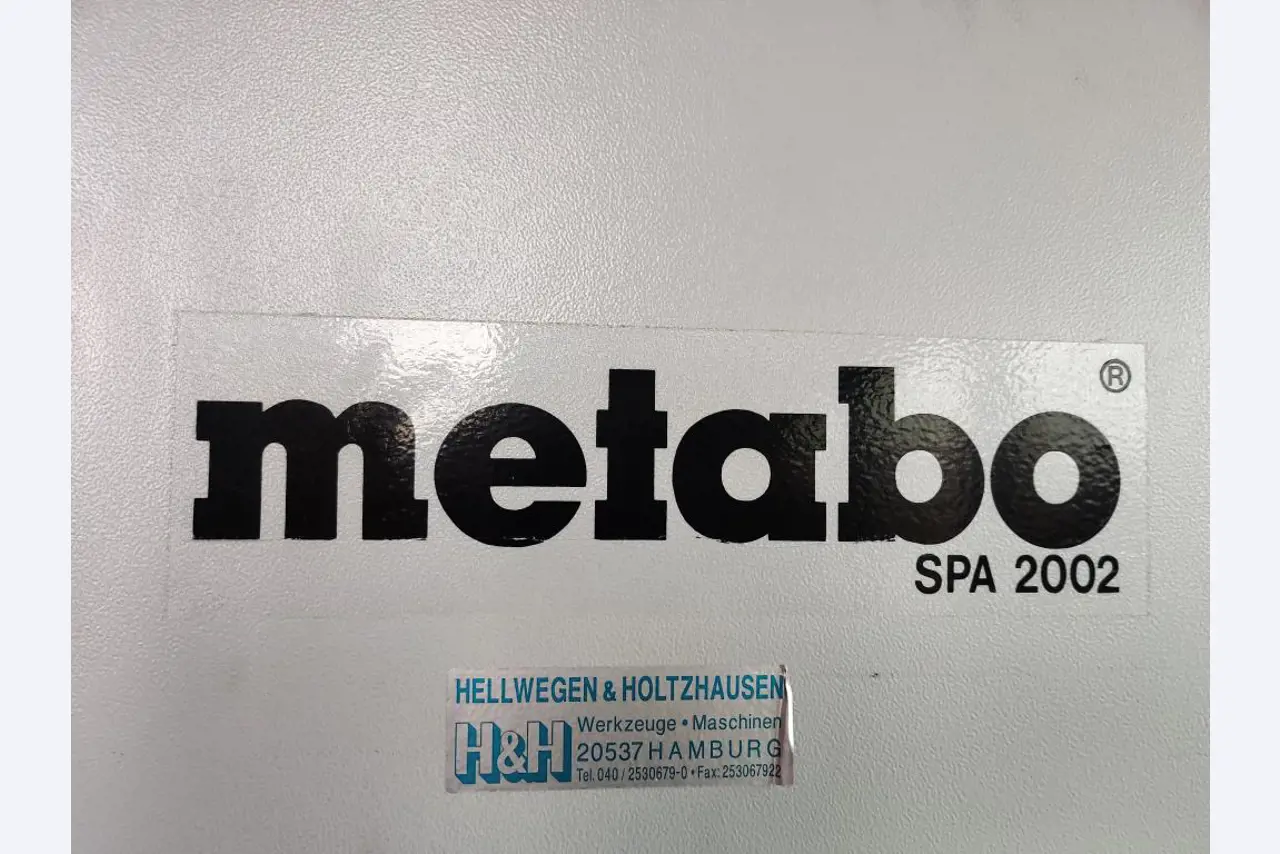 metabo®
SPA 2002
HELLWEGEN & HOLTZHAUSEN
H&H
Werkzeuge • Maschinen
20537 HAMBURG
Tel. 040 / 2530679-0 • Fax: 253067922